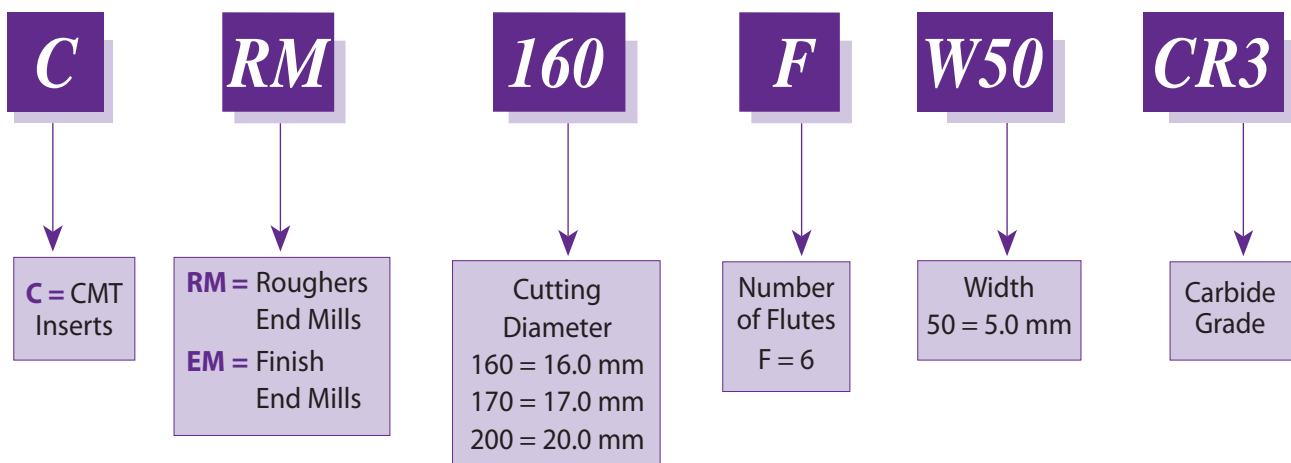 C RM 160 F W50 CR3
C = CMT
Inserts
RM = Roughers
End Mills
EM = Finish
End Mills
Cutting
Diameter
160 = 16.0 mm
170 = 17.0 mm
200 = 20.0 mm
Number
of Flutes
F = 6
Width
50 = 5.0 mm
Carbide
Grade